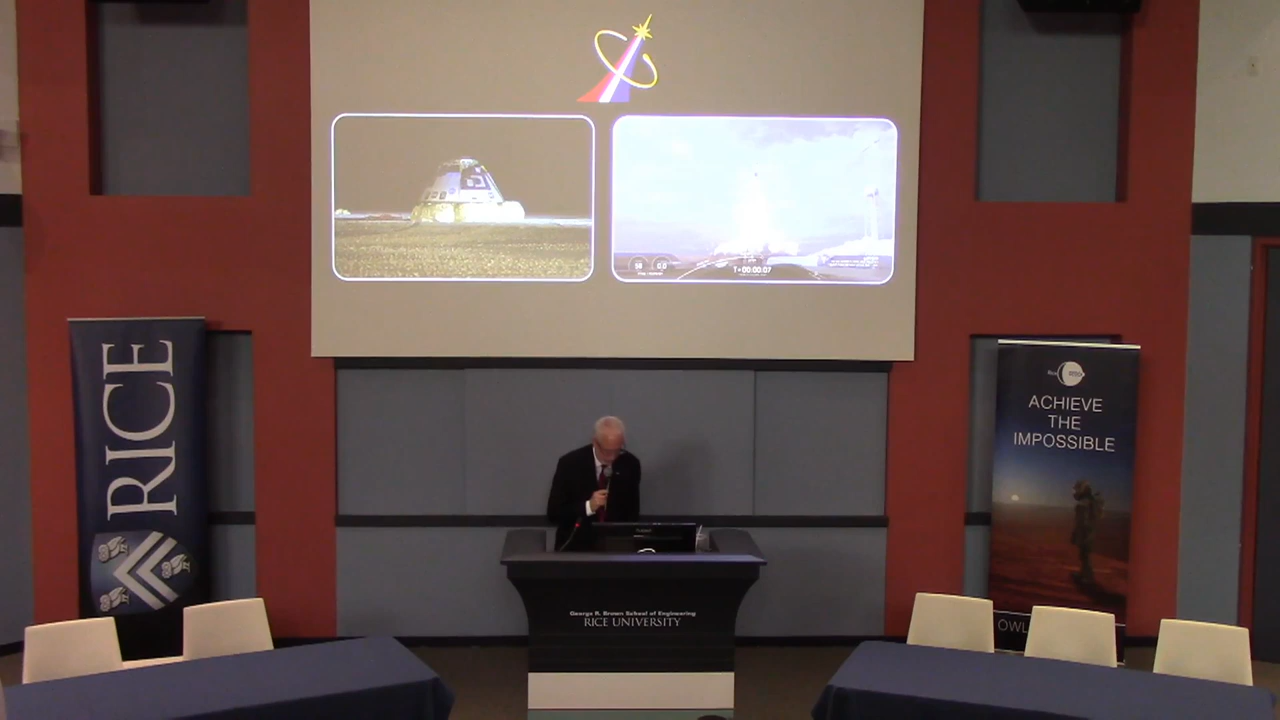 T+00:00:07
RICE
ACHIEVE
THE
IMPOSSIBLE
OWL
George R. Brown School of Engineering
RICE UNIVERSITY